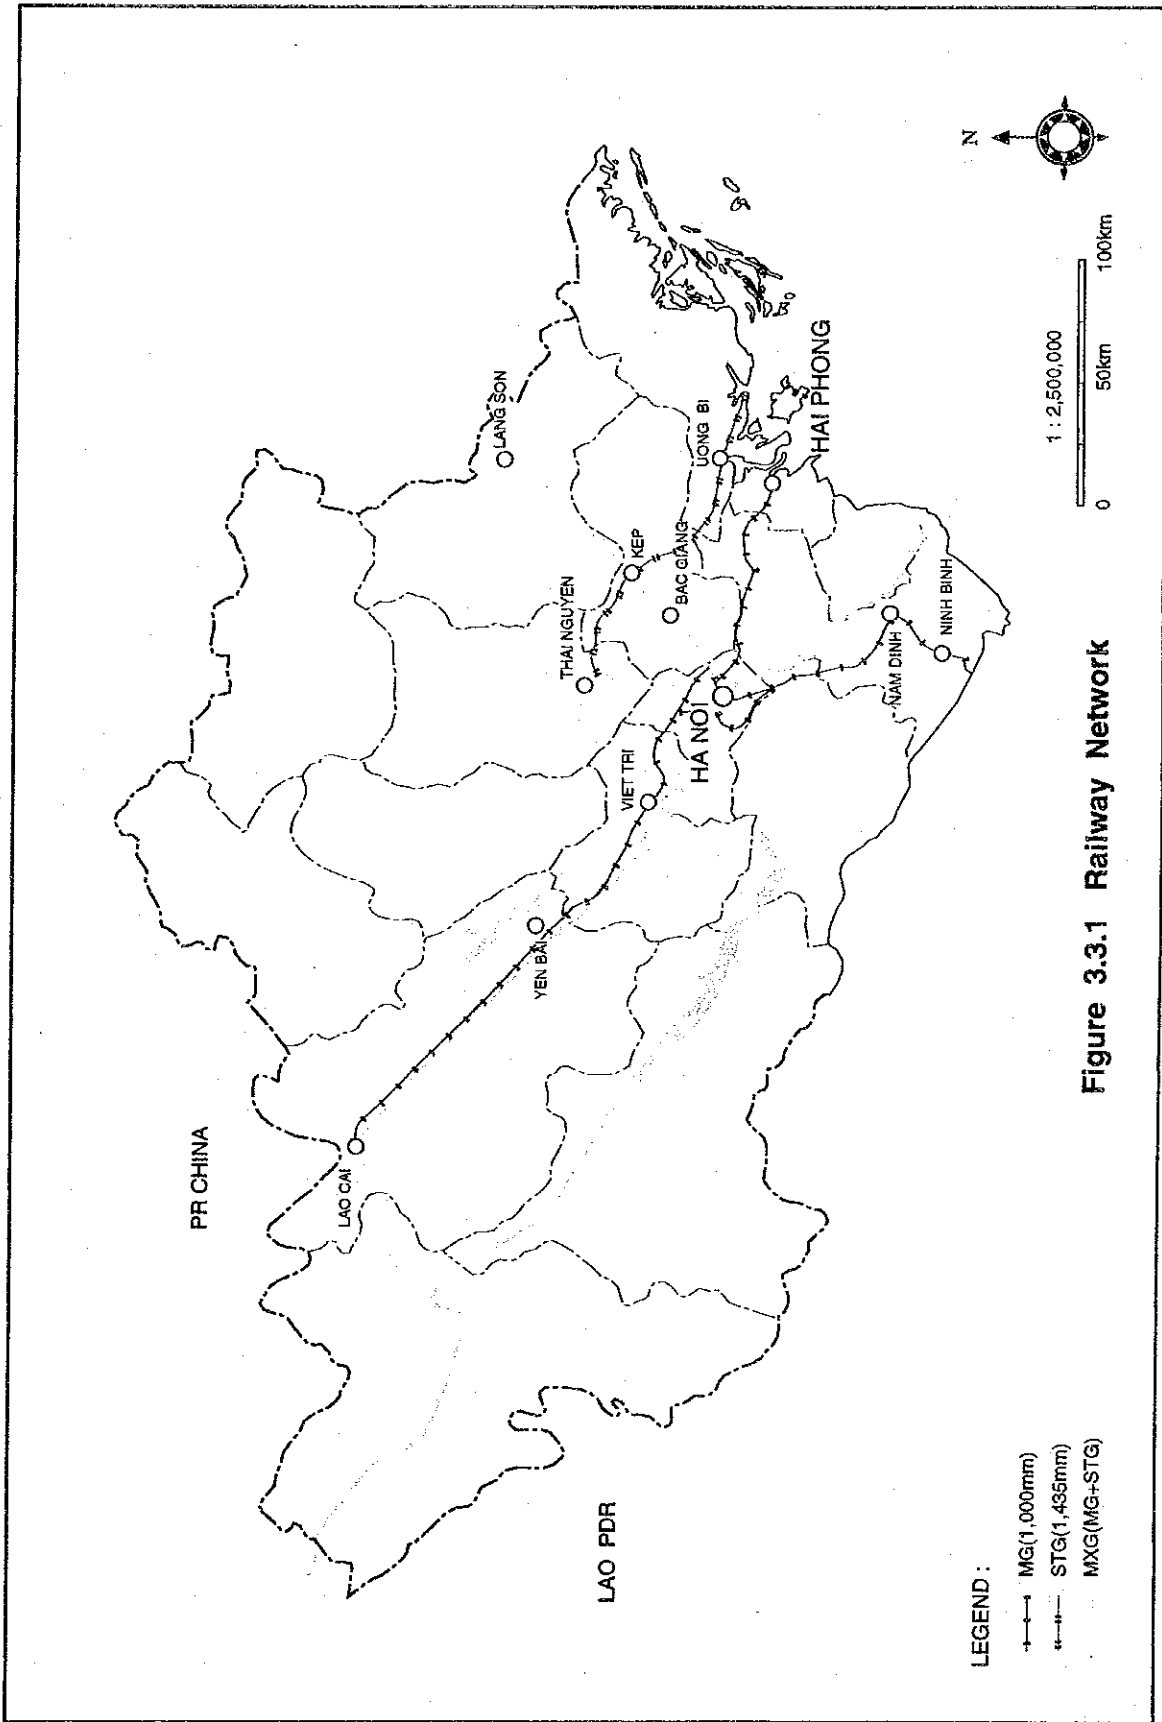 PR CHINA
LAO PDR
LAO CAI
YEN BAI
VIET TRI
HA NOI
THAI NGUYEN
KEP
BAC GIANG
LANG SON
UONG BI
HAI PHONG
NAM DINH
NINH BINH
N
1 : 2,500,000
0 50km 100km
LEGEND :
MG(1,000mm)
STG(1,435mm)
MXG(MG+STG)
Figure 3.3.1 Railway Network